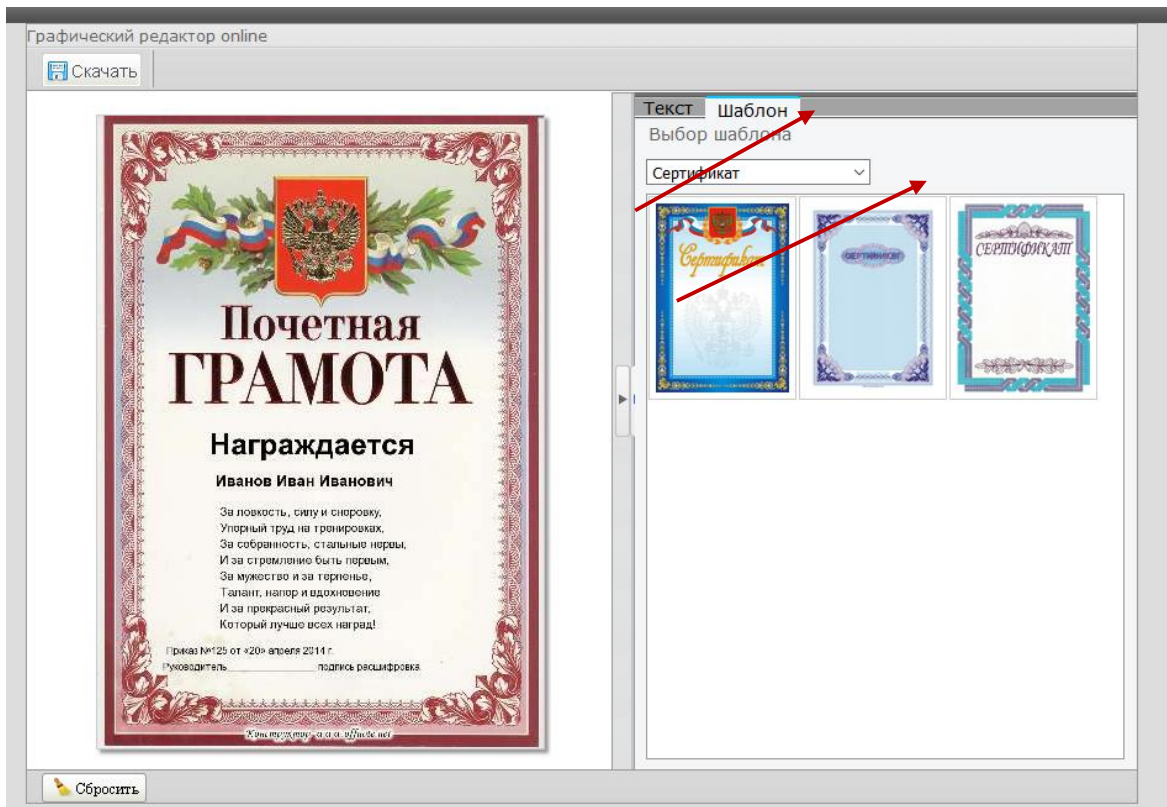 Графический редактор online
Скачать
Текст Шаблон
Выбор шаблона
Сертификат
Почетная
ГРАМОТА
Награждается
Иванов Иван Иванович
За ловкость, силу и сноровку,
Упорный труд на тренировках,
За собранность, стальные нервы,
И за стремление быть первым,
За мужество и за терпенье,
Талант, напор и вдохновение
И за прекрасный результат,
Который лучше всех наград!
Приказ №125 от «20» апреля 2014 г.
Руководитель____________ подпись расшифровка
Сертификат
СЕРТИФИКАТ
СЕРТИФИКАТ
Сбросить